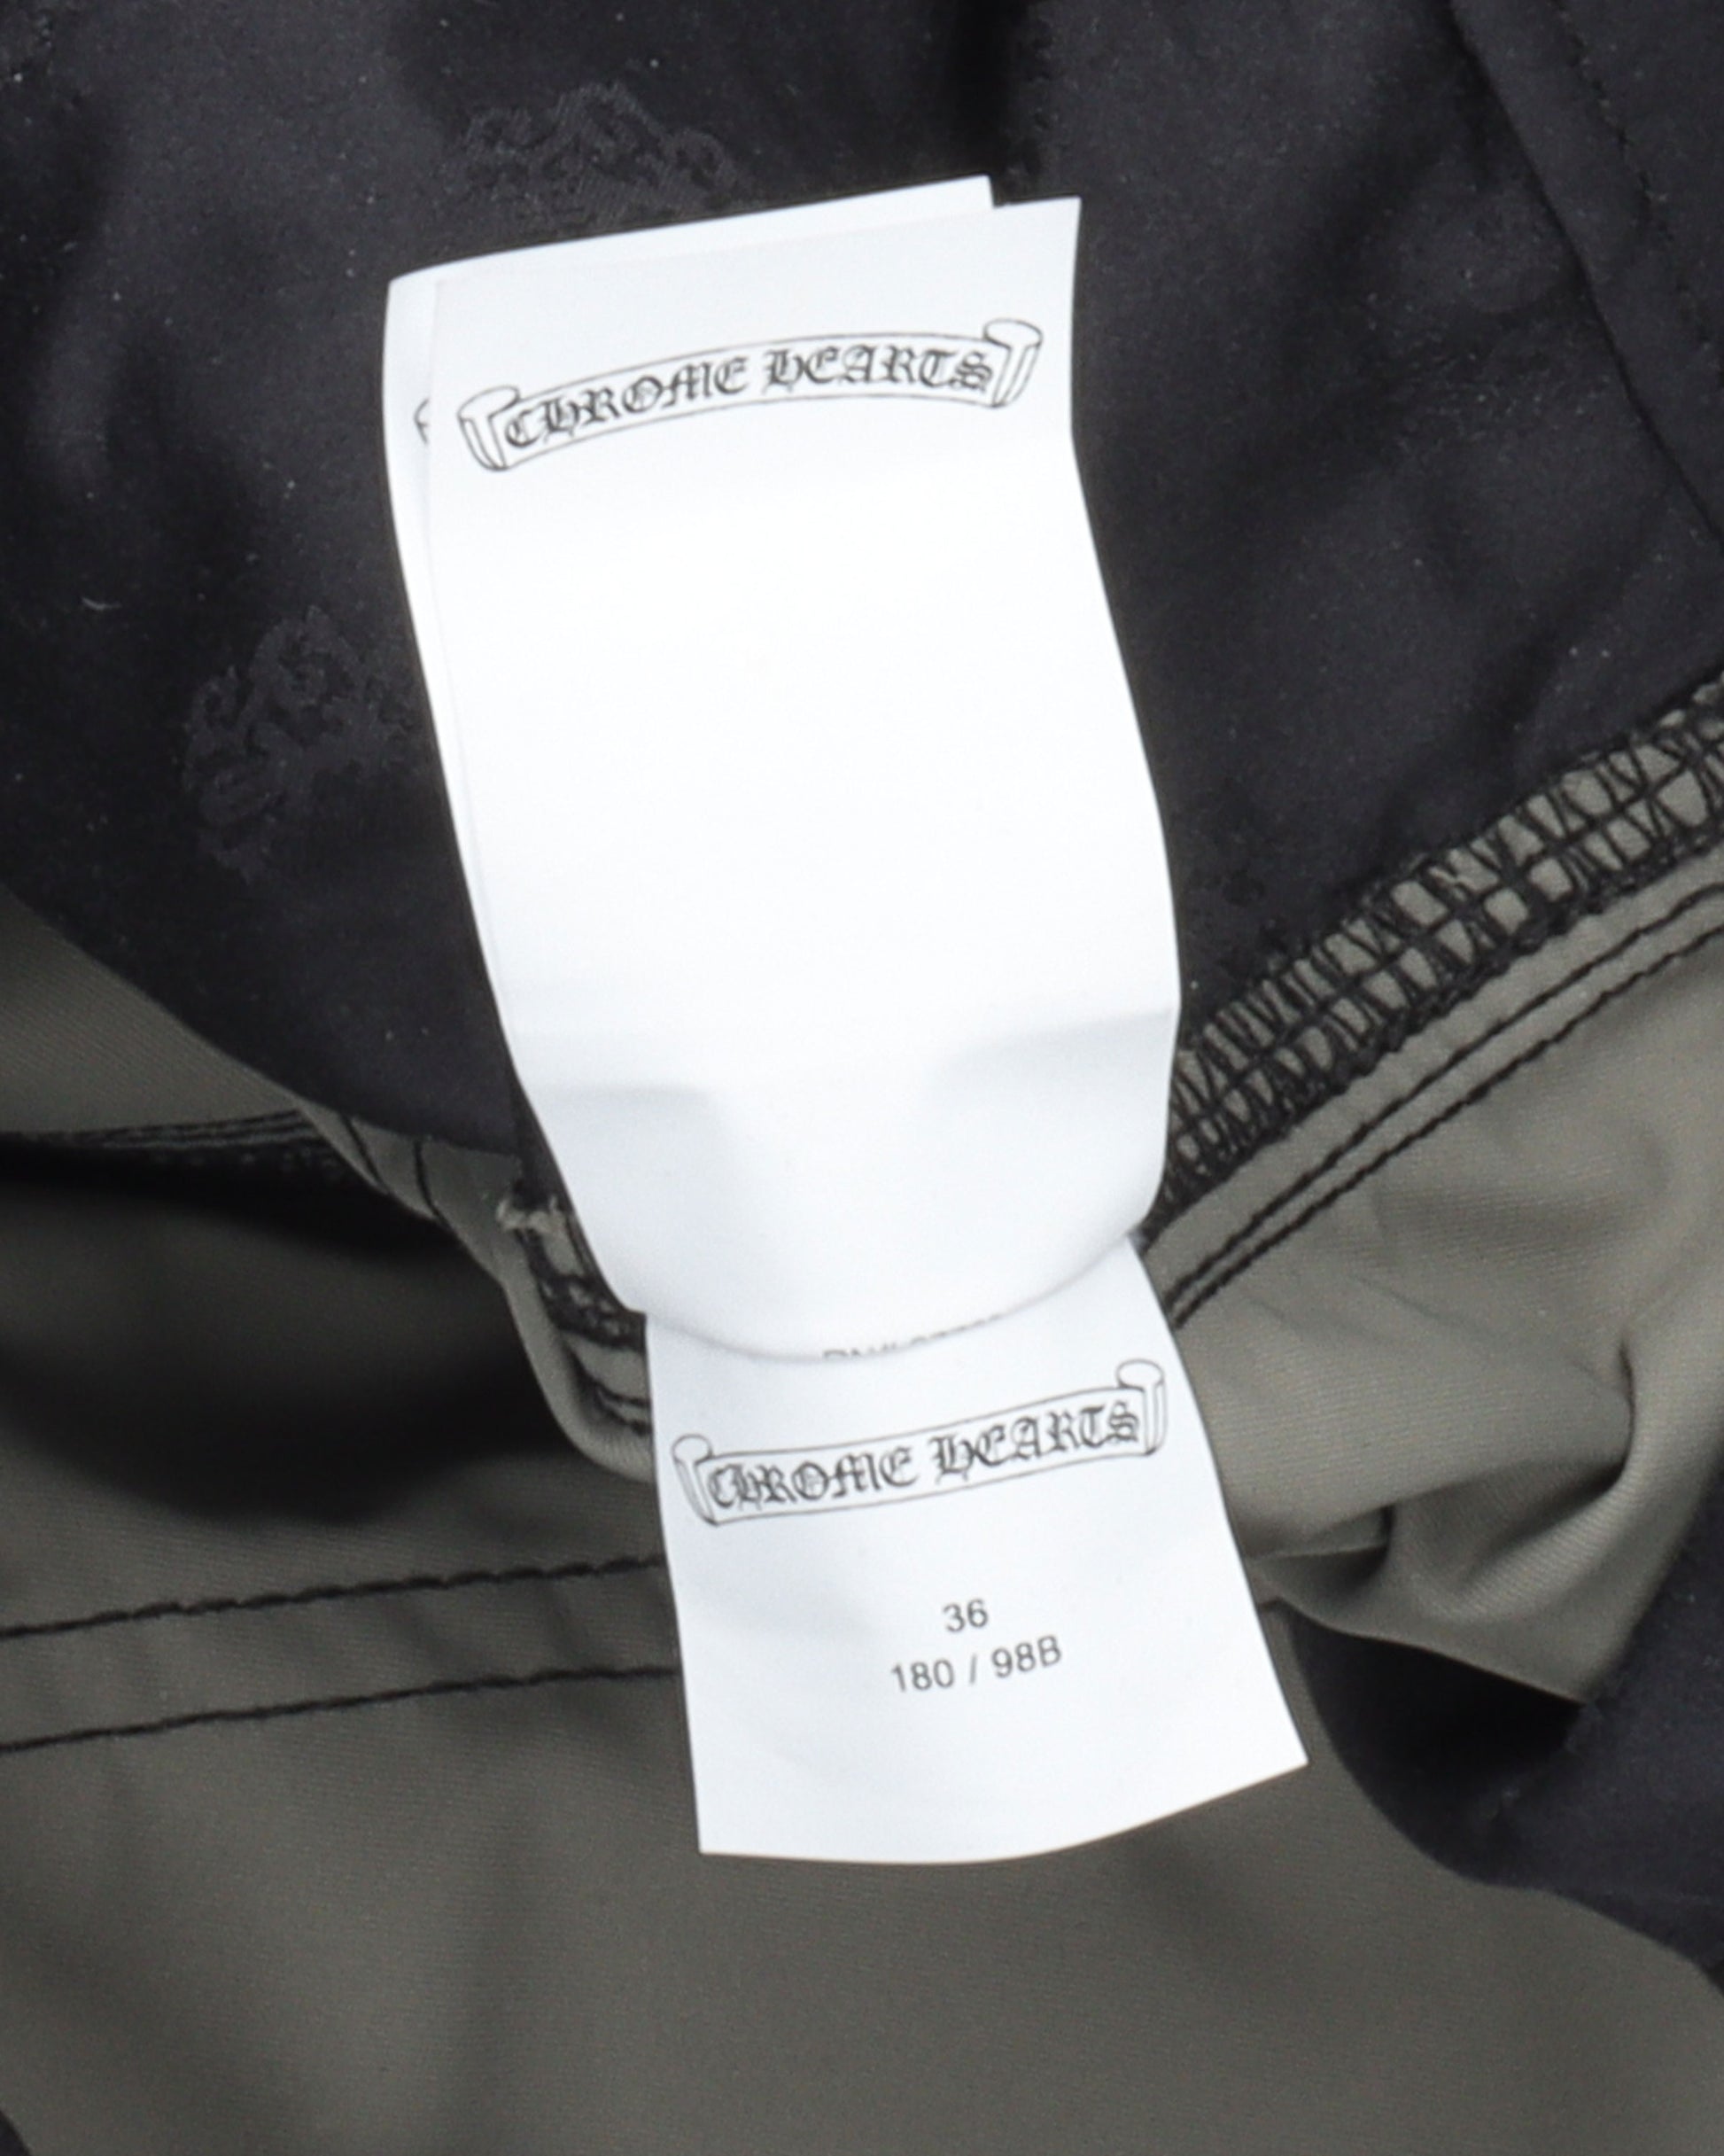 CHROME HEARTS
CHROME HEARTS
36
180 / 98B